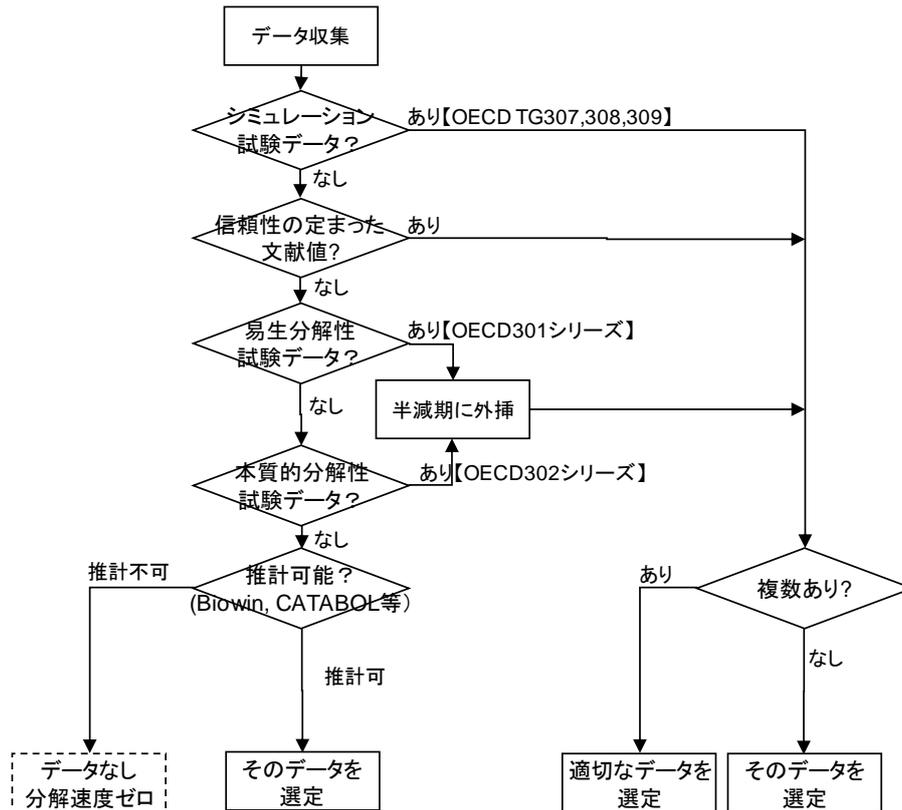 データ収集
シミュレーション
試験データ？
あり【OECD TG307,308,309】
なし
信頼性の定まった
文献値?
あり
なし
易生分解性
試験データ？
あり【OECD301シリーズ】
なし
半減期に外挿
本質的分解性
試験データ？
あり【OECD302シリーズ】
なし
推計不可
推計可能？
(Biowin, CATABOL等）
あり
複数あり?
推計可
なし
データなし
分解速度ゼロ
そのデータを
選定
適切なデータを
選定
そのデータを
選定